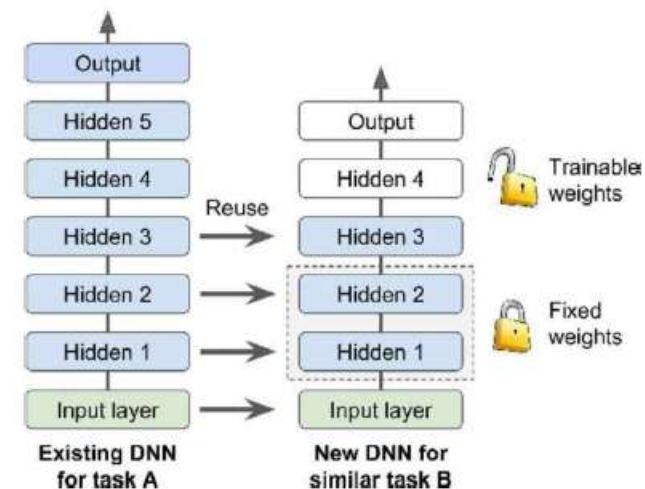 Output
Hidden 5
Hidden 4
Hidden 3
Hidden 2
Hidden 1
Input layer
Existing DNN
for task A
Reuse
Output
Hidden 4
Hidden 3
Hidden 2
Hidden 1
Input layer
New DNN for
similar task B
Trainable
weights
Fixed
weights